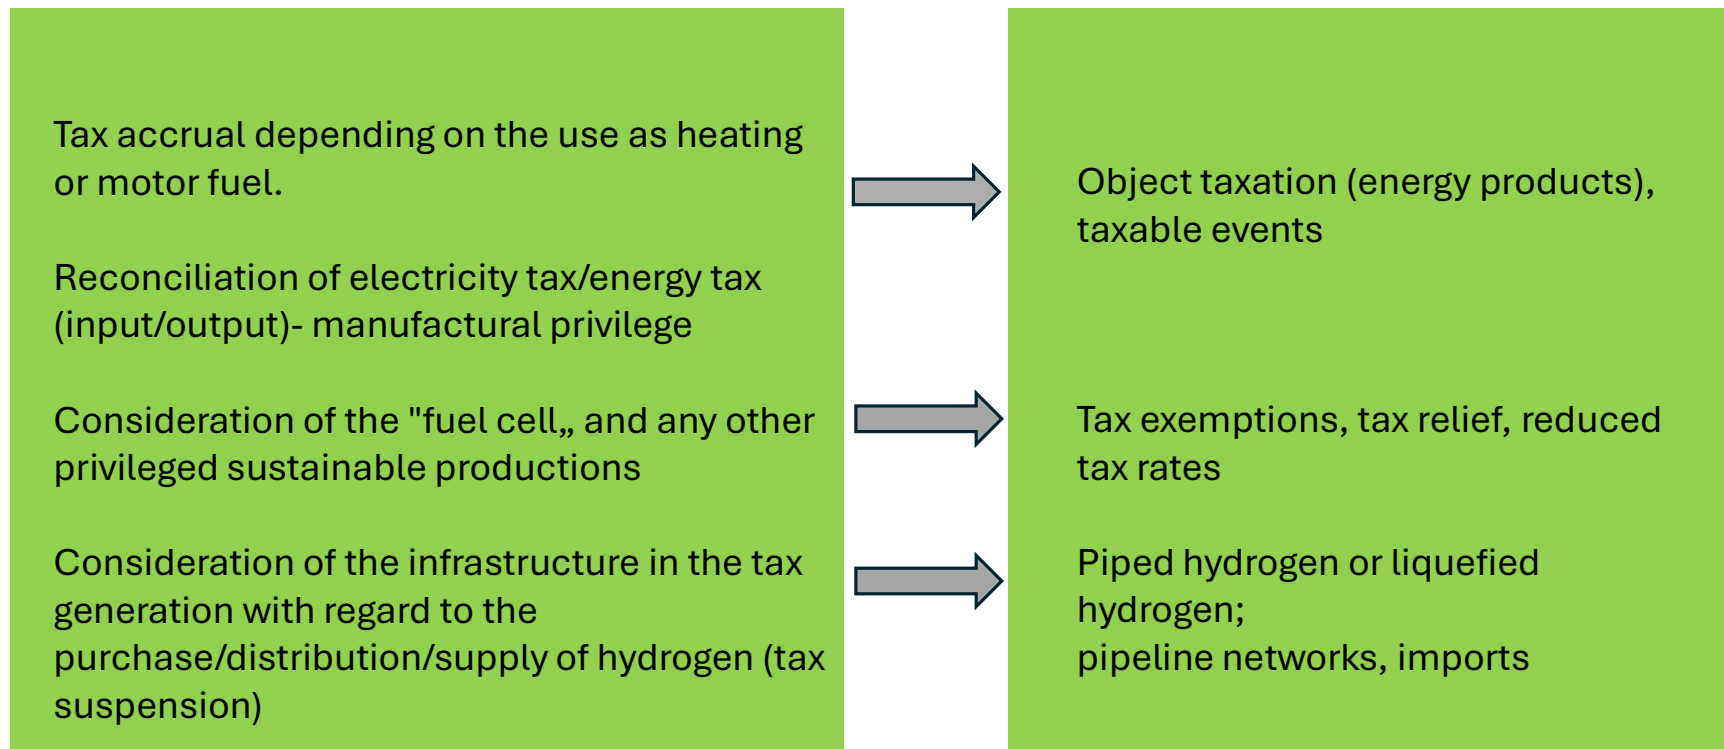 Tax accrual depending on the use as heating
or motor fuel.
Reconciliation of electricity tax/energy tax
(input/output)- manufactural privilege
Consideration of the "fuel cell„ and any other
privileged sustainable productions
Consideration of the infrastructure in the tax
generation with regard to the
purchase/distribution/supply of hydrogen (tax
suspension)
Object taxation (energy products),
taxable events
Tax exemptions, tax relief, reduced
tax rates
Piped hydrogen or liquefied
hydrogen;
pipeline networks, imports